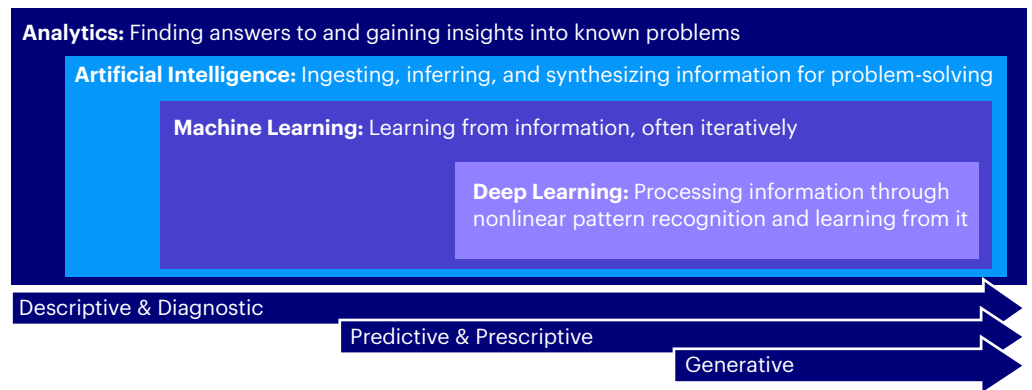 Analytics: Finding answers to and gaining insights into known problems
Artificial Intelligence: Ingesting, inferring, and synthesizing information for problem-solving
Machine Learning: Learning from information, often iteratively
Deep Learning: Processing information through
nonlinear pattern recognition and learning from it
Descriptive & Diagnostic
Predictive & Prescriptive
Generative